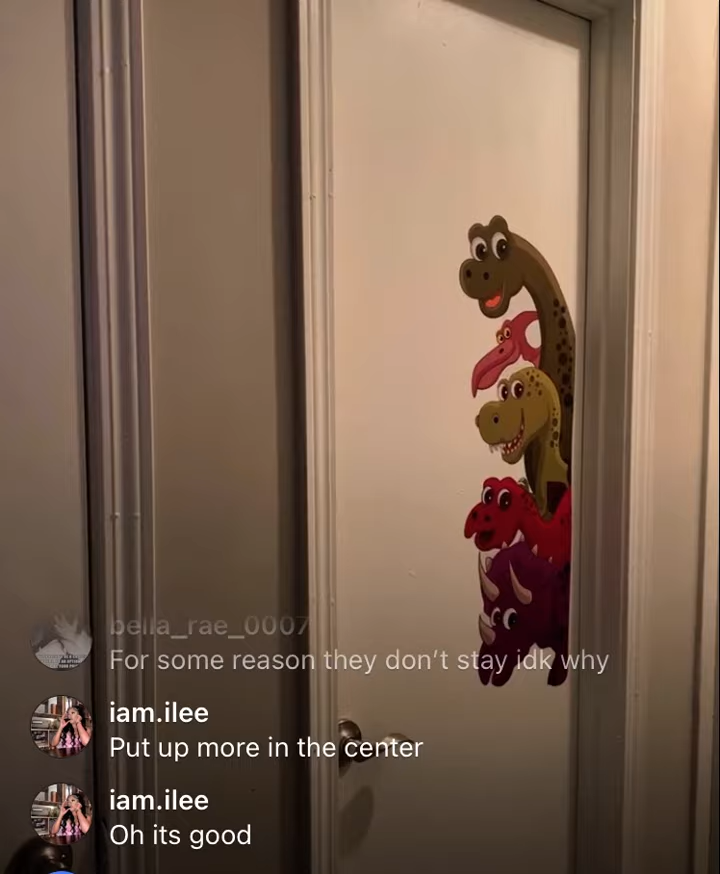 bella_rae_0007
For some reason they don’t stay idk why
iam.ilee
Put up more in the center
iam.ilee
Oh its good